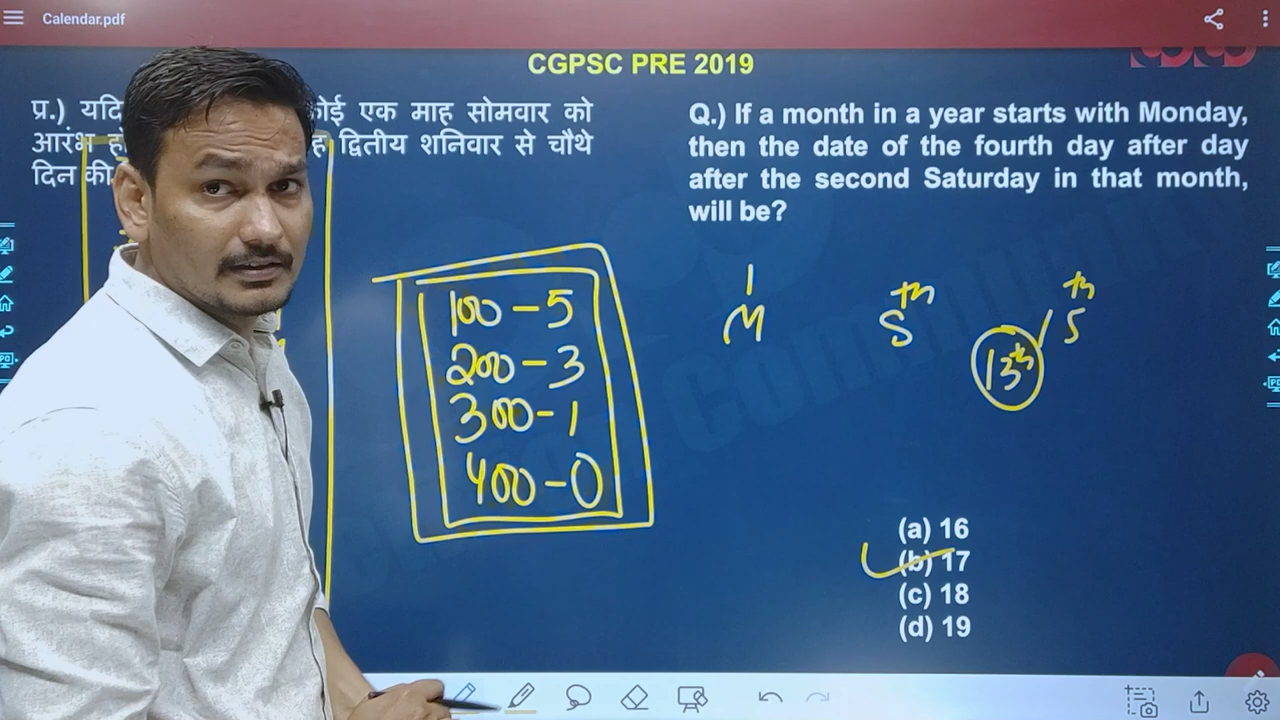 Calendar.pdf
CGPSC PRE 2019
प्र.) यदि कोई एक माह सोमवार को
आरंभ ह द्वितीय शनिवार से चौथे
दिन की
Q.) If a month in a year starts with Monday,
then the date of the fourth day after day
after the second Saturday in that month,
will be?
100 - 5
200 - 3
300 - 1
400 - 0
1
M
th
S
th
S
13th
(a) 16
(b) 17
(c) 18
(d) 19